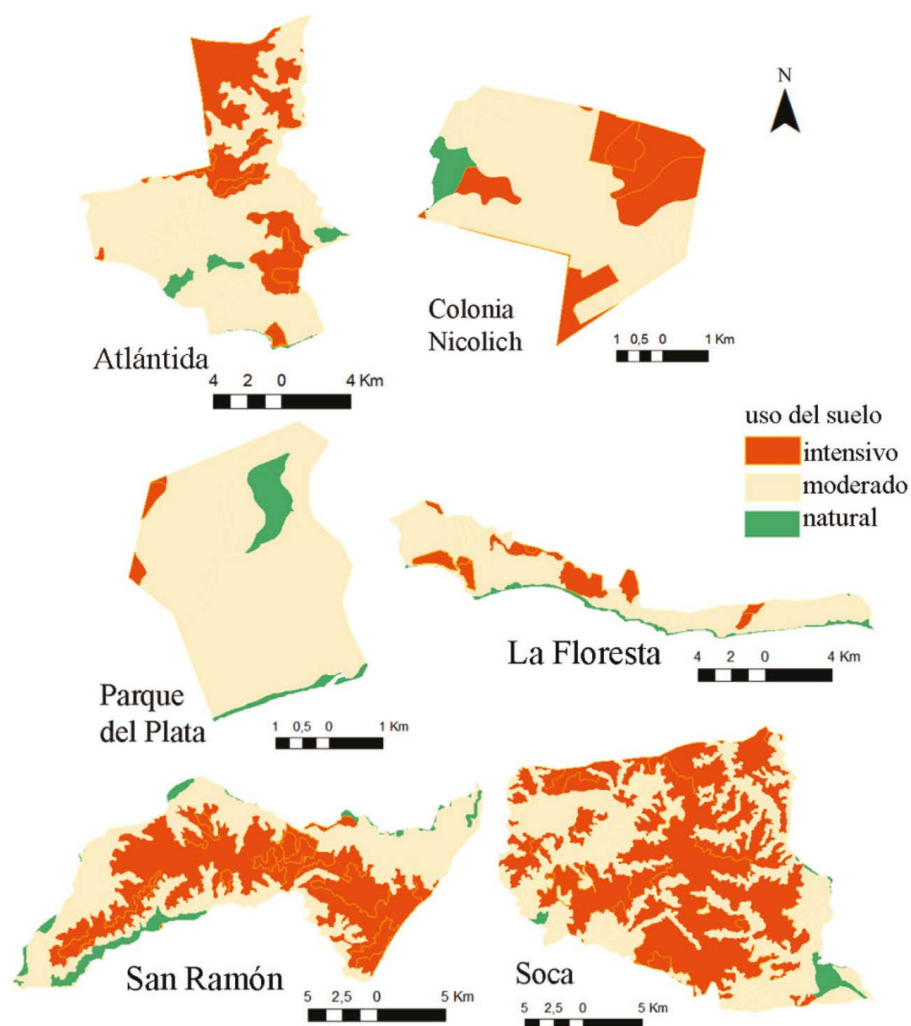 N
Atlántida
4 2 0 4 Km
Colonia
Nicolich
1 0,5 0 1 Km
uso del suelo
intensivo
moderado
natural
Parque
del Plata
1 0,5 0 1 Km
La Floresta
4 2 0 4 Km
San Ramón
5 2,5 0 5 Km
Soca
5 2,5 0 5 Km